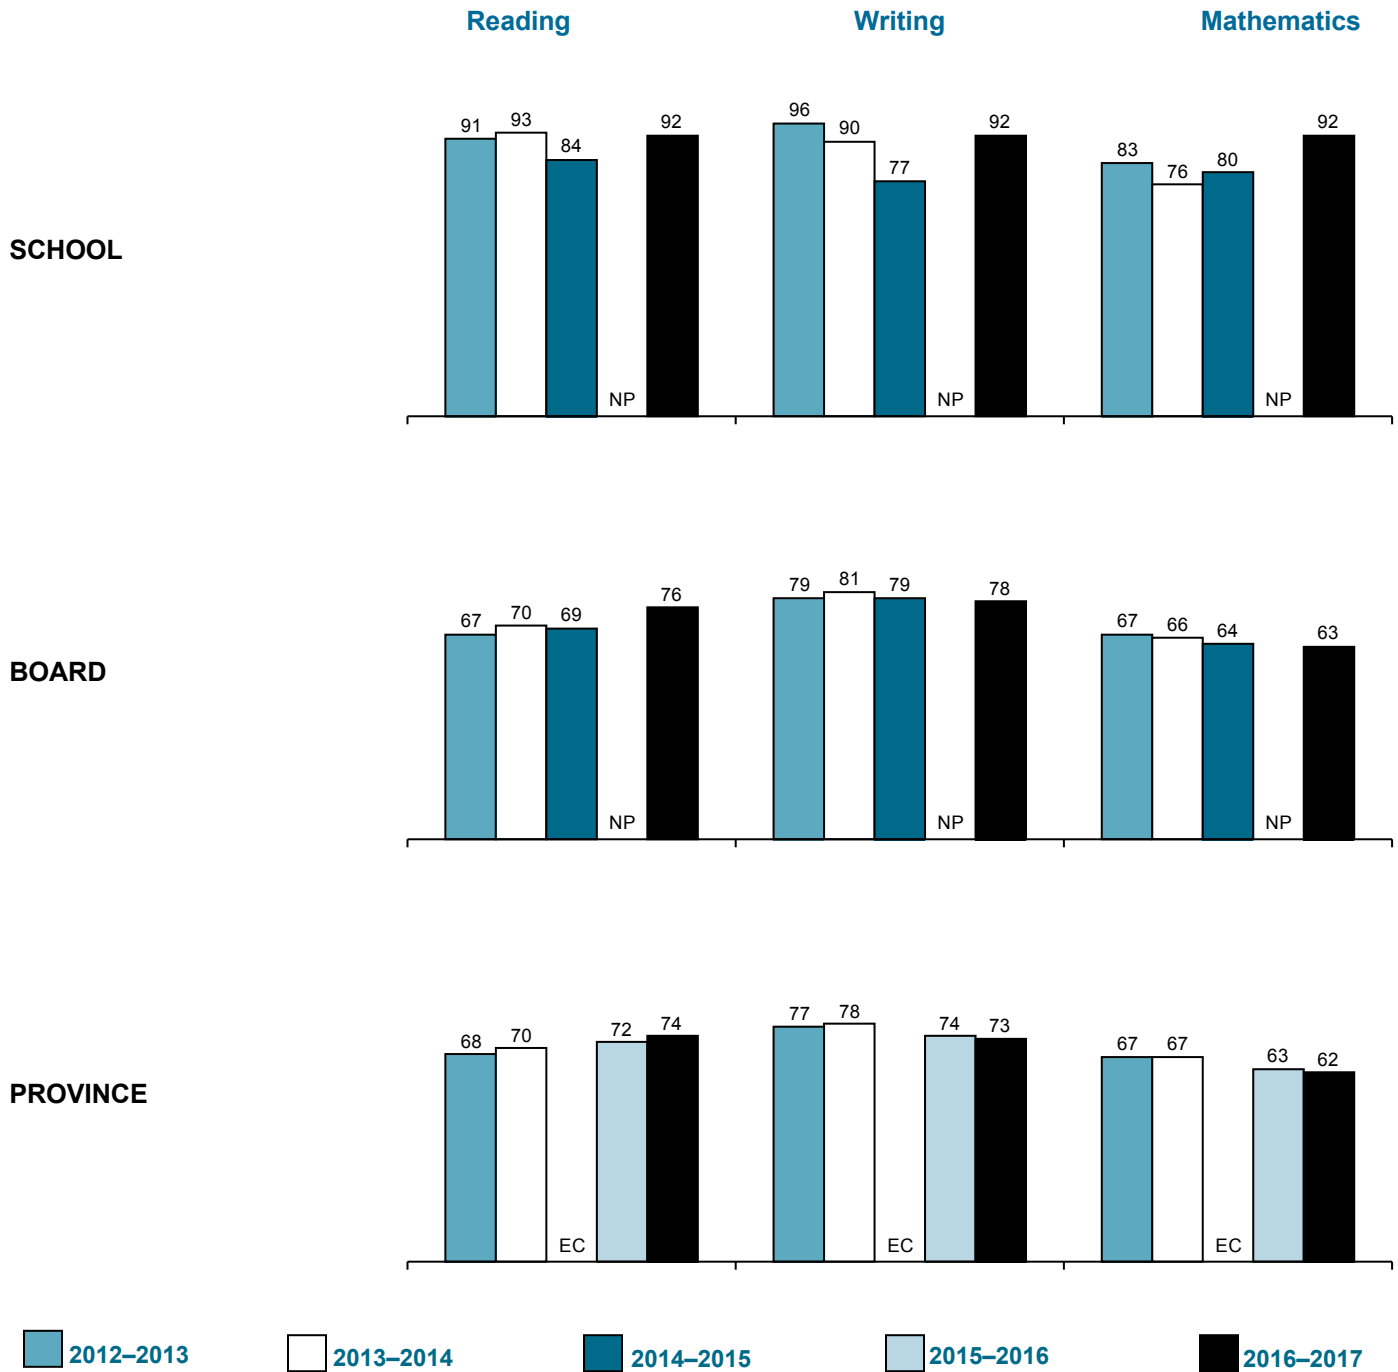 Reading Writing Mathematics
SCHOOL
91 93 84 NP 92 96 90 77 NP 92 83 76 80 NP 92
BOARD
67 70 69 NP 76 79 81 79 NP 78 67 66 64 NP 63
PROVINCE
68 70 EC 72 74 77 78 EC 74 73 67 67 EC 63 62
2012–2013 2013–2014 2014–2015 2015–2016 2016–2017